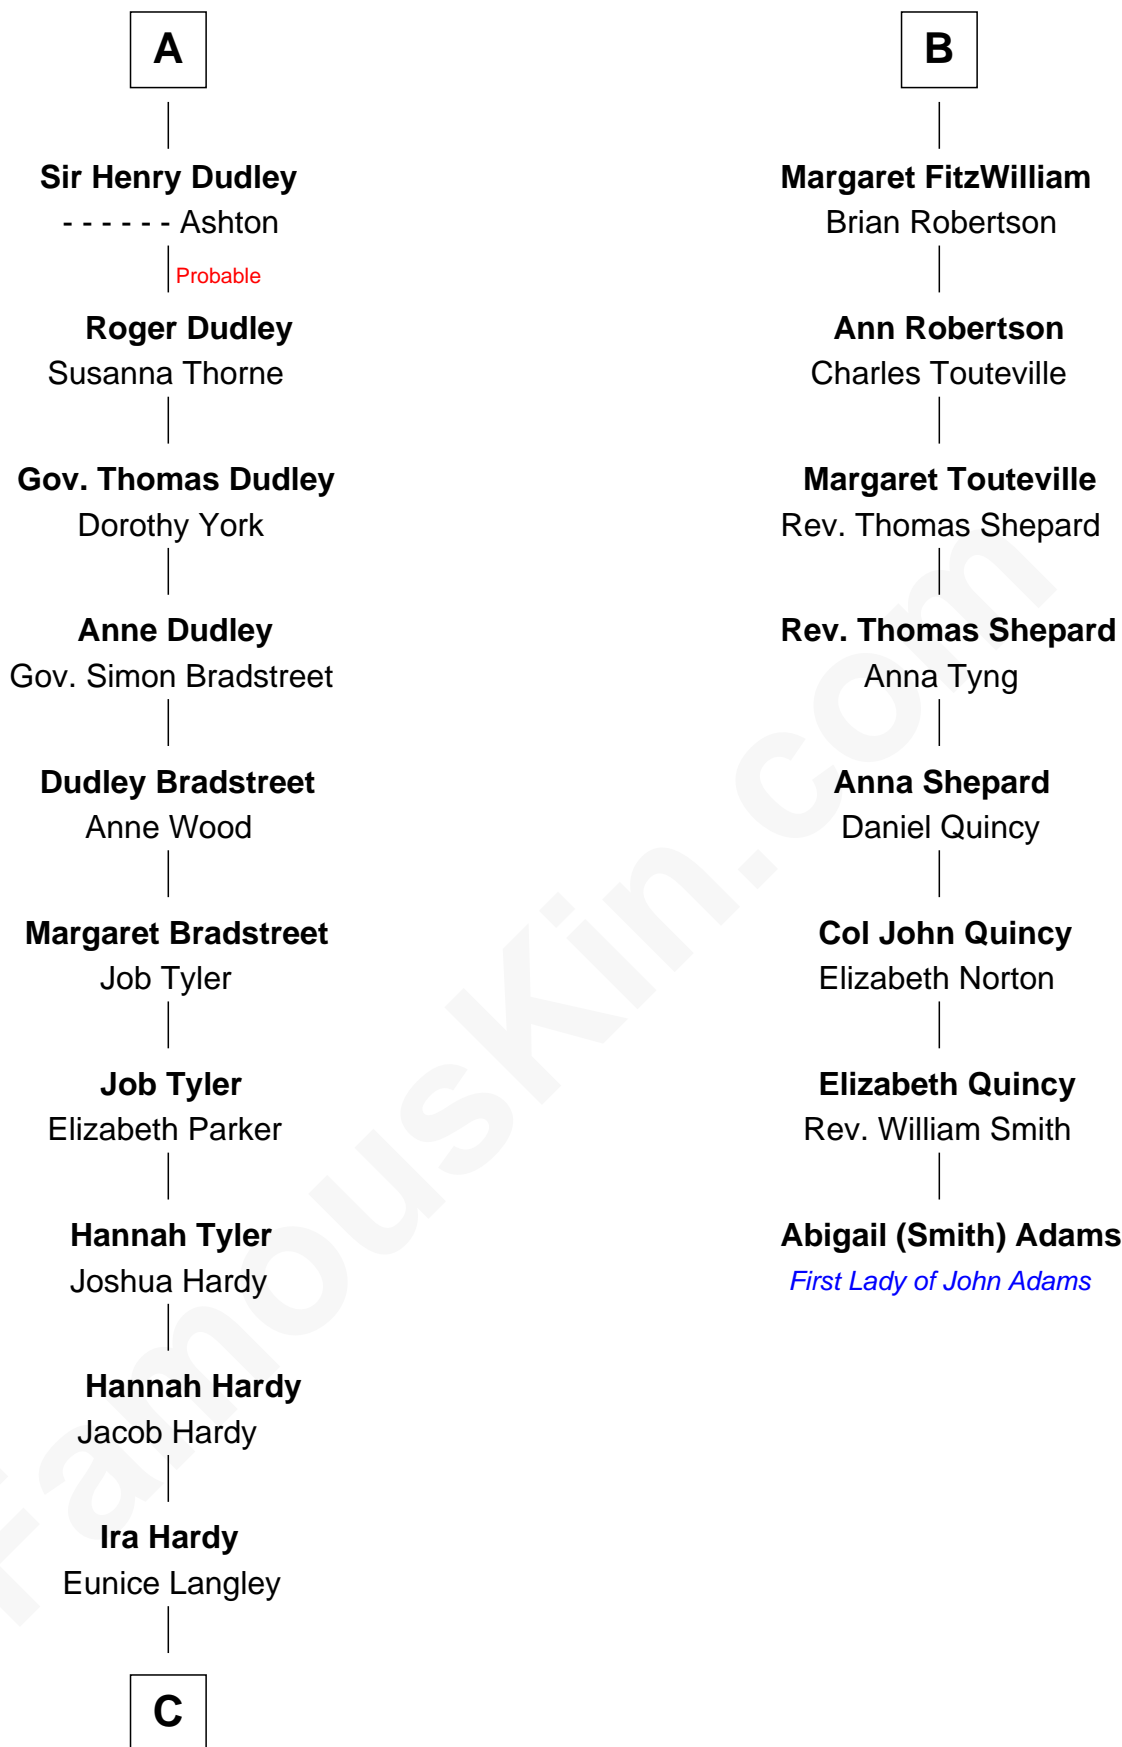 A
Sir Henry Dudley
- - - - - - Ashton
Probable
Roger Dudley
Susanna Thorne
Gov. Thomas Dudley
Dorothy York
Anne Dudley
Gov. Simon Bradstreet
Dudley Bradstreet
Anne Wood
Margaret Bradstreet
Job Tyler
Job Tyler
Elizabeth Parker
Hannah Tyler
Joshua Hardy
Hannah Hardy
Jacob Hardy
Ira Hardy
Eunice Langley
C
B
Margaret FitzWilliam
Brian Robertson
Ann Robertson
Charles Touteville
Margaret Touteville
Rev. Thomas Shepard
Rev. Thomas Shepard
Anna Tyng
Anna Shepard
Daniel Quincy
Col John Quincy
Elizabeth Norton
Elizabeth Quincy
Rev. William Smith
Abigail (Smith) Adams
First Lady of John Adams
FamousKin.com